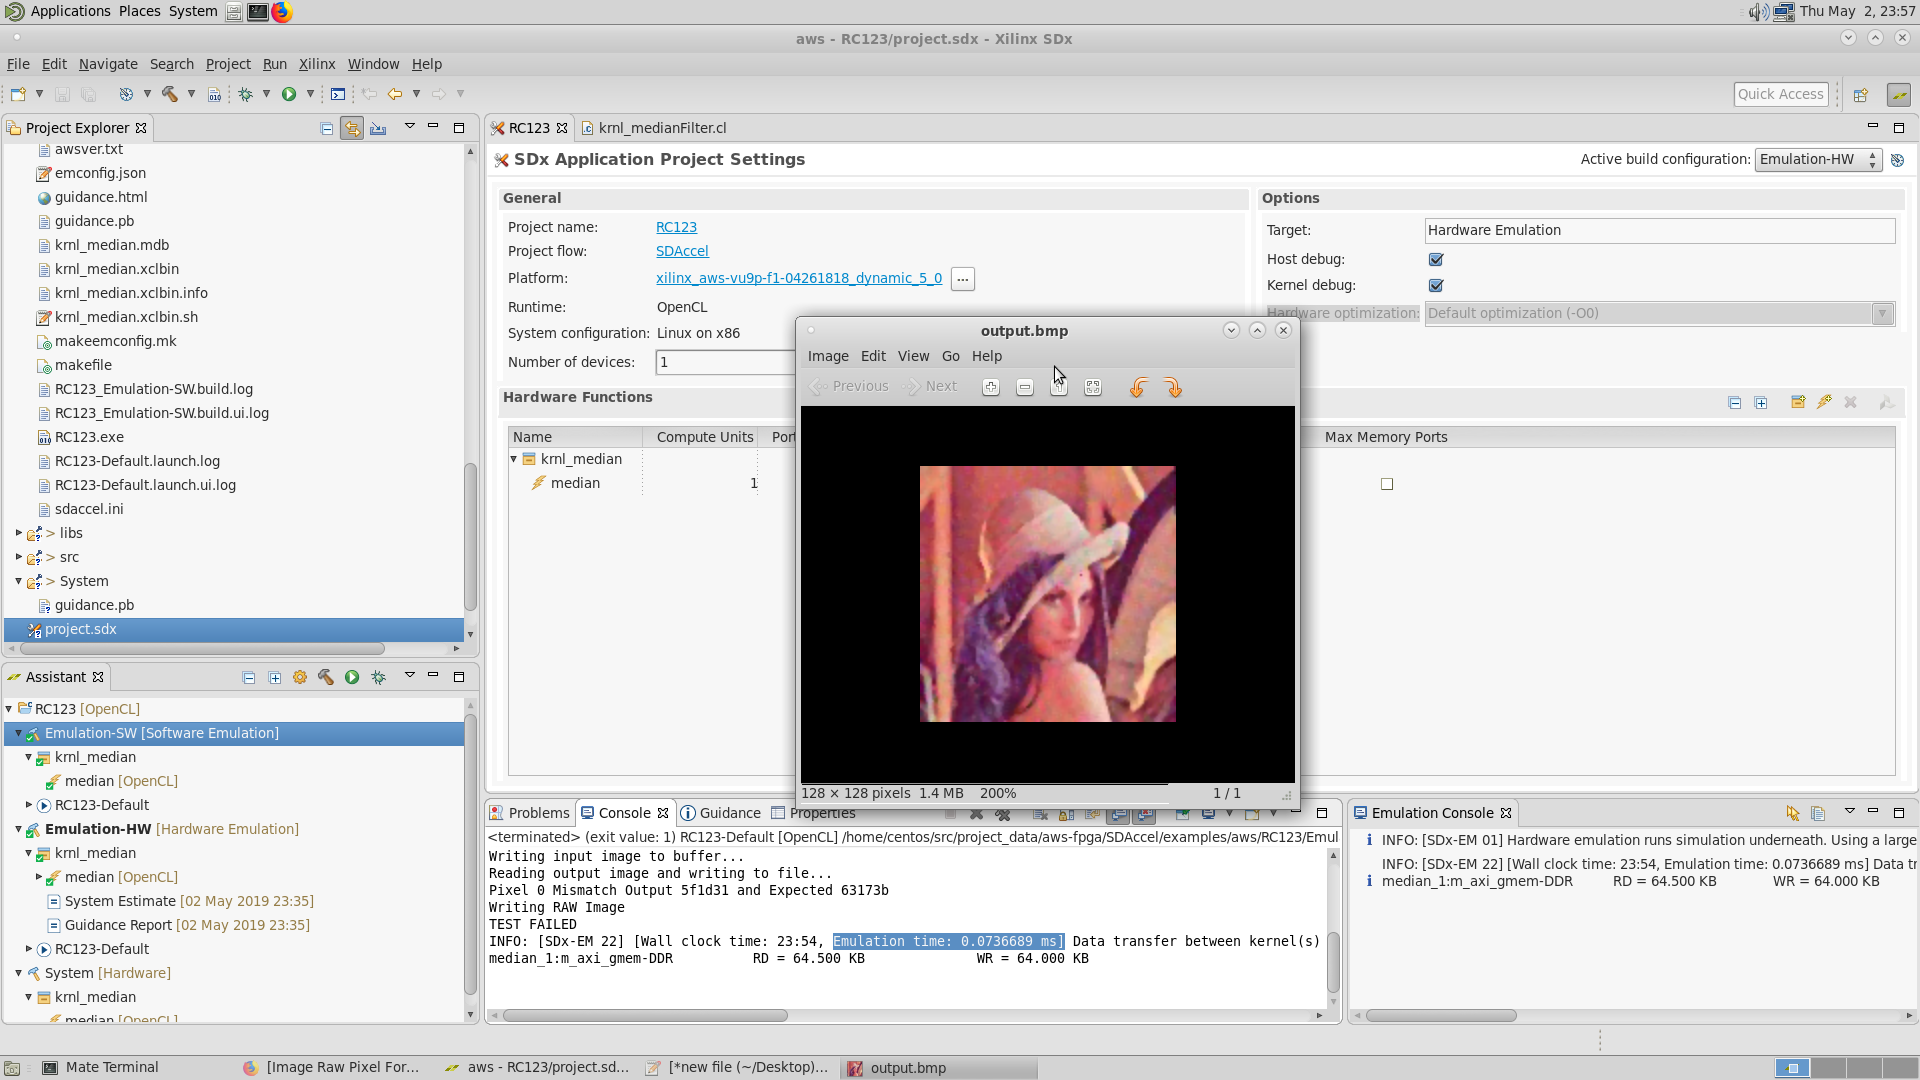 Applications Places System
Thu May 2, 23:57
aws - RC123/project.sdx - Xilinx SDx
File Edit Navigate Search Project Run Xilinx Window Help
Quick Access
Project Explorer
awsver.txt
emconfig.json
guidance.html
guidance.pb
krnl_median.mdb
krnl_median.xclbin
krnl_median.xclbin.info
krnl_median.xclbin.sh
makeemconfig.mk
makefile
RC123_Emulation-SW.build.log
RC123_Emulation-SW.build.ui.log
RC123.exe
RC123-Default.launch.log
RC123-Default.launch.ui.log
sdaccel.ini
> libs
> src
> System
guidance.pb
project.sdx
Assistant
RC123 [OpenCL]
Emulation-SW [Software Emulation]
krnl_median
median [OpenCL]
RC123-Default
Emulation-HW [Hardware Emulation]
krnl_median
median [OpenCL]
System Estimate [02 May 2019 23:35]
Guidance Report [02 May 2019 23:35]
RC123-Default
System [Hardware]
krnl_median
median [OpenCL]
RC123 krnl_medianFilter.cl
SDx Application Project Settings
Active build configuration: Emulation-HW
General
Project name: RC123
Project flow: SDAccel
Platform: xilinx_aws-vu9p-f1-04261818_dynamic_5_0 ...
Runtime: OpenCL
System configuration: Linux on x86
Number of devices: 1
Options
Target: Hardware Emulation
Host debug:
Kernel debug:
Hardware optimization: Default optimization (-O0)
Hardware Functions
Name Compute Units Port
Max Memory Ports
krnl_median
median 1
output.bmp
Image Edit View Go Help
Previous Next
128 × 128 pixels 1.4 MB 200% 1 / 1
Problems Console Guidance Properties
<terminated> (exit value: 1) RC123-Default [OpenCL] /home/centos/src/project_data/aws-fpga/SDAccel/examples/aws/RC123/Emul
Writing input image to buffer...
Reading output image and writing to file...
Pixel 0 Mismatch Output 5f1d31 and Expected 63173b
Writing RAW Image
TEST FAILED
INFO: [SDx-EM 22] [Wall clock time: 23:54, Emulation time: 0.0736689 ms] Data transfer between kernel(s)
median_1:m_axi_gmem-DDR RD = 64.500 KB WR = 64.000 KB
Emulation Console
INFO: [SDx-EM 01] Hardware emulation runs simulation underneath. Using a large
INFO: [SDx-EM 22] [Wall clock time: 23:54, Emulation time: 0.0736689 ms] Data tr
median_1:m_axi_gmem-DDR RD = 64.500 KB WR = 64.000 KB
Mate Terminal
[Image Raw Pixel For...
aws - RC123/project.sd...
[*new file (~/Desktop)...
output.bmp